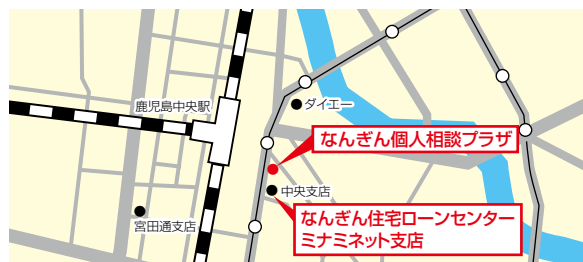 鹿児島中央駅
ダイエー
なんぎん個人相談プラザ
中央支店
なんぎん住宅ローンセンター
ミナミネット支店
宮田通支店